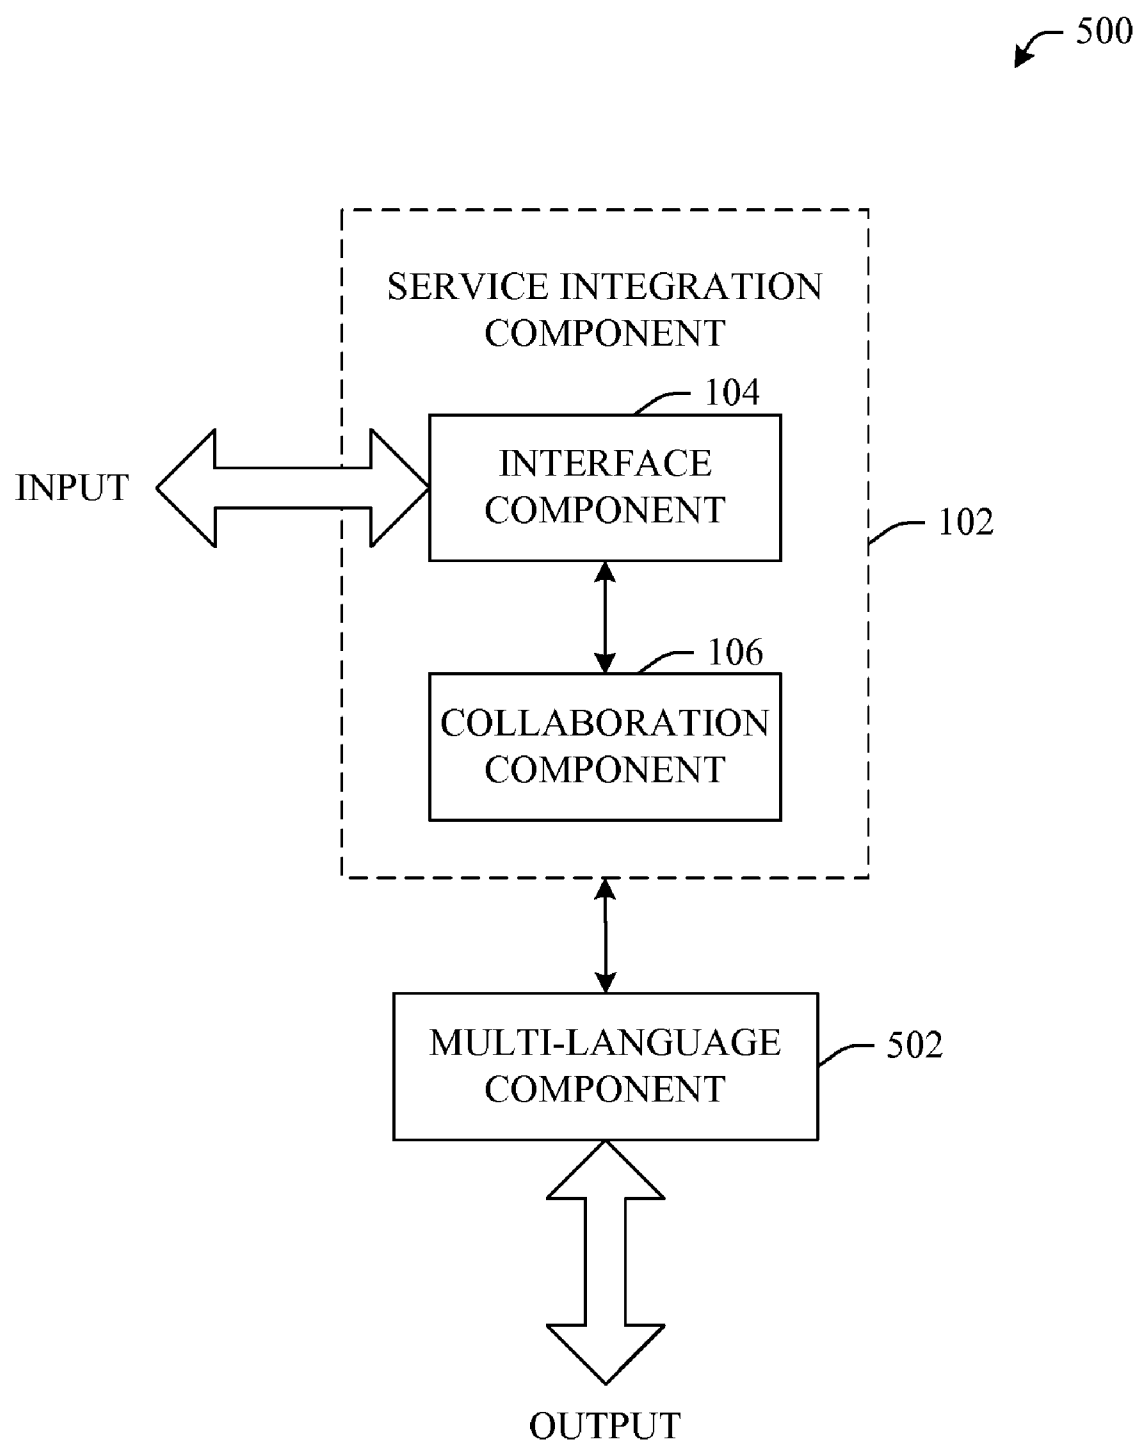 500
SERVICE INTEGRATION
COMPONENT
104
INTERFACE
COMPONENT
INPUT
102
106
COLLABORATION
COMPONENT
MULTI-LANGUAGE
COMPONENT
502
OUTPUT